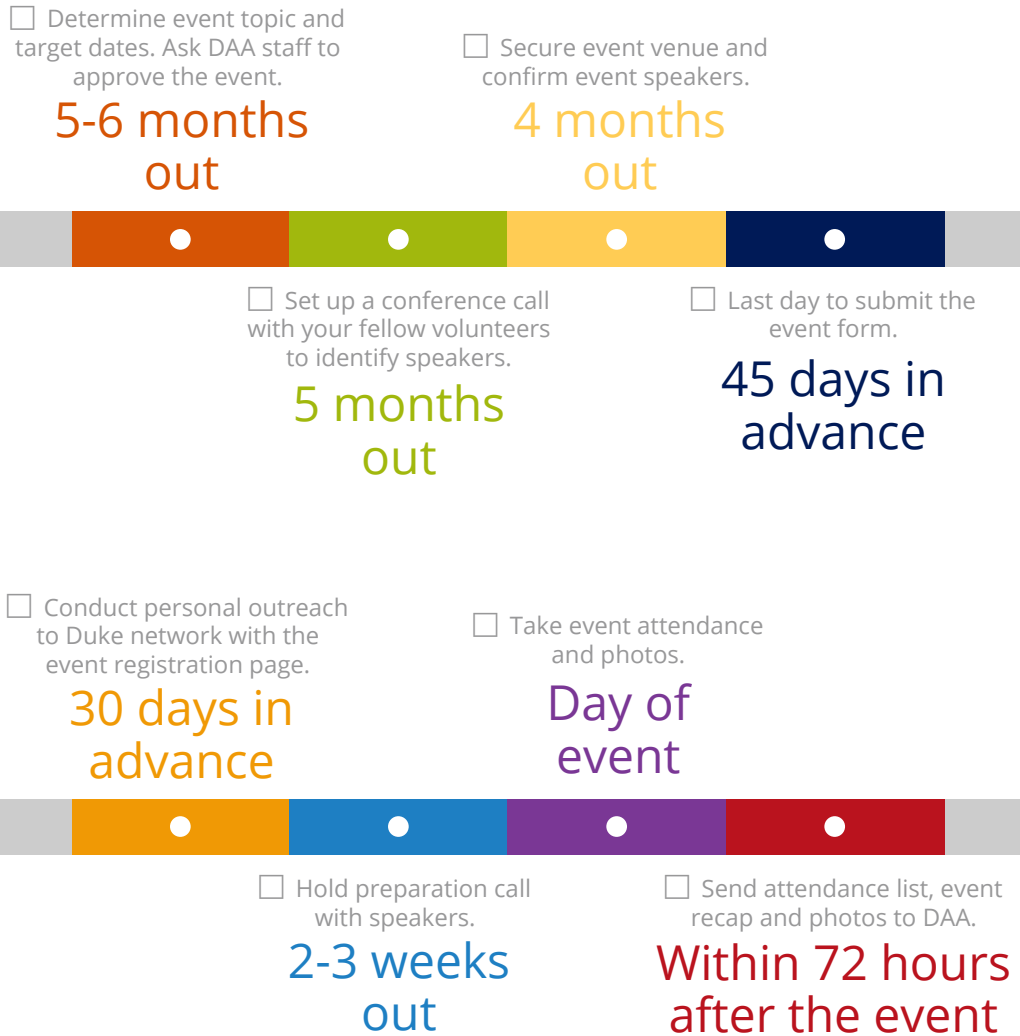 ☐ Determine event topic and
target dates. Ask DAA staff to
approve the event.
5-6 months
out
☐ Secure event venue and
confirm event speakers.
4 months
out
☐ Set up a conference call
with your fellow volunteers
to identify speakers.
5 months
out
☐ Last day to submit the
event form.
45 days in
advance
☐ Conduct personal outreach
to Duke network with the
event registration page.
30 days in
advance
☐ Take event attendance
and photos.
Day of
event
☐ Hold preparation call
with speakers.
2-3 weeks
out
☐ Send attendance list, event
recap and photos to DAA.
Within 72 hours
after the event